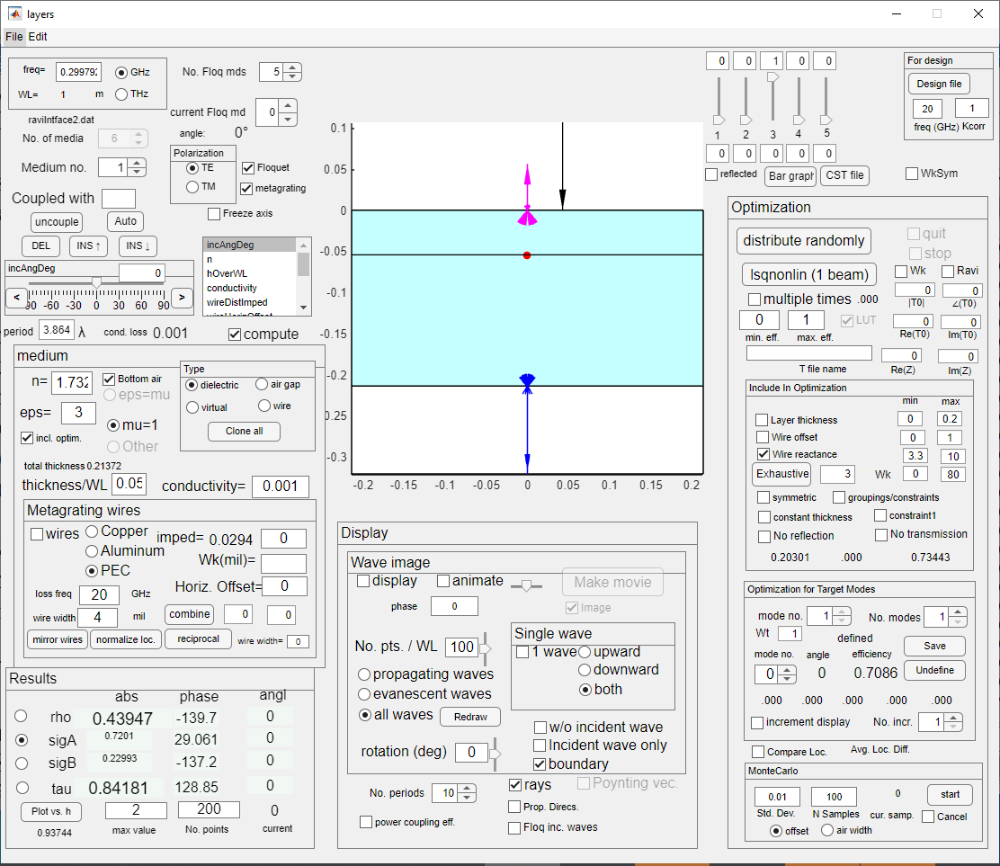 layers
File Edit
freq= 0.299792 GHz
WL= 1 m THz
No. Floq mds 5
current Floq md 0
angle: 0°
raviIntface2.dat
No. of media 6
Medium no. 1
Coupled with
uncouple Auto
DEL INS ↑ INS ↓
Polarization
TE
TM
Floquet
metagrating
Freeze axis
incAngDeg 0
< >
-60 -30 0 30 60 90
incAngDeg
n
hOverWL
conductivity
wireDistImped
period 3.864 λ cond. loss 0.001 compute
medium
n= 1.732 Bottom air
eps=mu
eps= 3 mu=1
incl. optim. Other
Type
dielectric air gap
virtual wire
Clone all
total thickness 0.21372
thickness/WL 0.05 conductivity= 0.001
Metagrating wires
wires Copper imped= 0.0294 0
Aluminum Wk(mil)=
PEC Horiz. Offset= 0
loss freq 20 GHz
wire width 4 mil combine 0 0
mirror wires normalize loc. reciprocal wire width= 0
Results
abs phase angl
rho 0.43947 -139.7 0
sigA 0.7201 29.061 0
sigB 0.22993 -137.2 0
tau 0.84181 128.85 0
Plot vs. h 2 200 0
0.93744 max value No. points current
0.1
0.05
0
-0.05
-0.1
-0.15
-0.2
0.25
-0.3
-0.2 -0.15 -0.1 -0.05 0 0.05 0.1 0.15 0.2
Display
Wave image
display animate Make movie
phase 0 Image
No. pts. / WL 100
propagating waves
evanescent waves
all waves Redraw
rotation (deg) 0
Single wave
1 wave upward
downward
both
w/o incident wave
Incident wave only
boundary
No. periods 10 rays Poynting vec.
Prop. Direcs.
power coupling eff. Floq inc. waves
0 0 1 0 0
1 2 3 4 5
0 0 0 0 0
reflected Bar graph CST file
For design
Design file
20 1
freq (GHz) Kcorr
WkSym
Optimization
distribute randomly quit
stop
lsqnonlin (1 beam) Wk Ravi
0 0
|T0| ∠(T0)
multiple times .000
0 1 LUT 0 0
min. eff. max. eff. Re(T0) Im(T0)
0 0
T file name Re(Z) Im(Z)
Include In Optimization
min max
Layer thickness 0 0.2
Wire offset 0 1
Wire reactance 3.3 10
Exhaustive 3 Wk 0 80
symmetric groupings/constraints
constant thickness constraint1
No reflection No transmission
0.20301 .000 0.73443
Optimization for Target Modes
mode no. 1 No. modes 1
Wt 1 defined
mode no. angle efficiency Save
0 0 0.7086 Undefine
.000 .000 .000 .000 .000
increment display No. incr. 1
Compare Loc. Avg. Loc. Diff.
MonteCarlo
0.01 100 0 start
Std. Dev. N Samples cur. samp. Cancel
offset air width